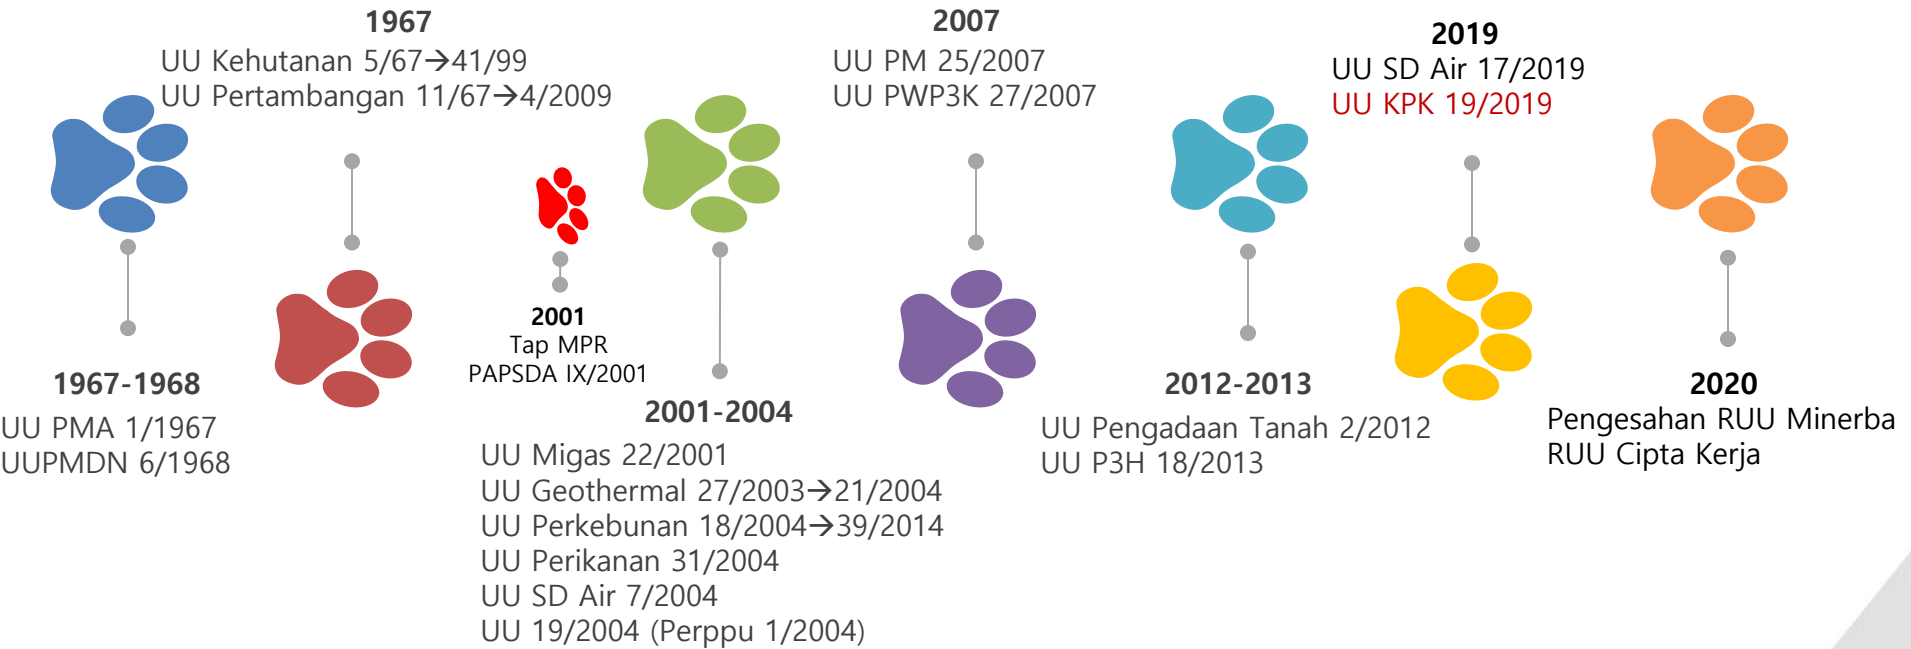 1967-1968
UU PMA 1/1967
UUPMDN 6/1968
1967
UU Kehutanan 5/67→41/99
UU Pertambangan 11/67→4/2009
2001
Tap MPR
PAPSDA IX/2001
2001-2004
UU Migas 22/2001
UU Geothermal 27/2003→21/2004
UU Perkebunan 18/2004→39/2014
UU Perikanan 31/2004
UU SD Air 7/2004
UU 19/2004 (Perppu 1/2004)
2007
UU PM 25/2007
UU PWP3K 27/2007
2012-2013
UU Pengadaan Tanah 2/2012
UU P3H 18/2013
2019
UU SD Air 17/2019
UU KPK 19/2019
2020
Pengesahan RUU Minerba
RUU Cipta Kerja